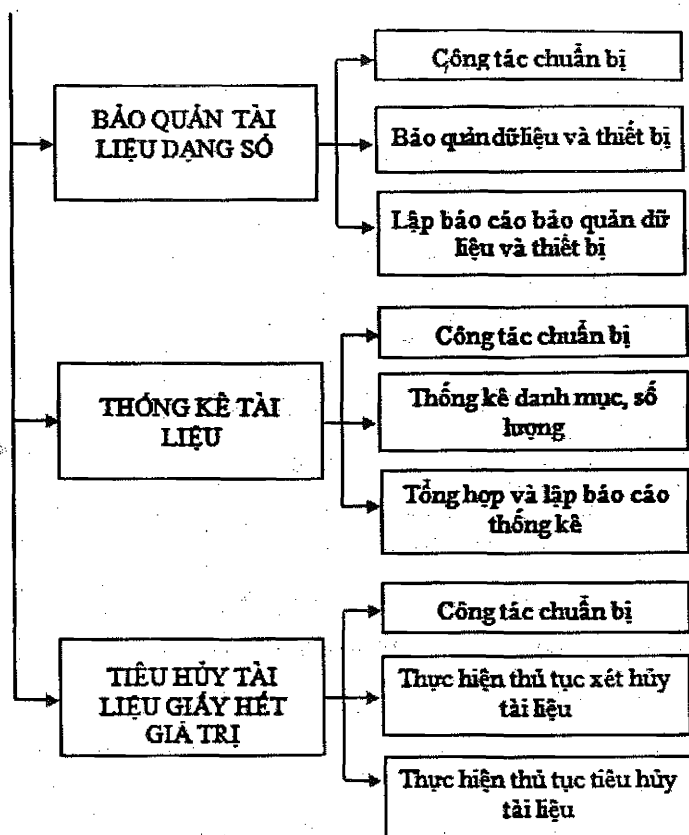 Công tác chuẩn bị
BẢO QUẢN TÀI
LIỆU DẠNG SỐ
Bảo quản dữ liệu và thiết bị
Lập báo cáo bảo quản dữ
liệu và thiết bị
Công tác chuẩn bị
THỐNG KÊ TÀI
LIỆU
Thống kê danh mục, số
lượng
Tổng hợp và lập báo cáo
thống kê
Công tác chuẩn bị
TIÊU HỦY TÀI
LIỆU GIẤY HẾT
GIÁ TRỊ
Thực hiện thủ tục xét hủy
tài liệu
Thực hiện thủ tục tiêu hủy
tài liệu